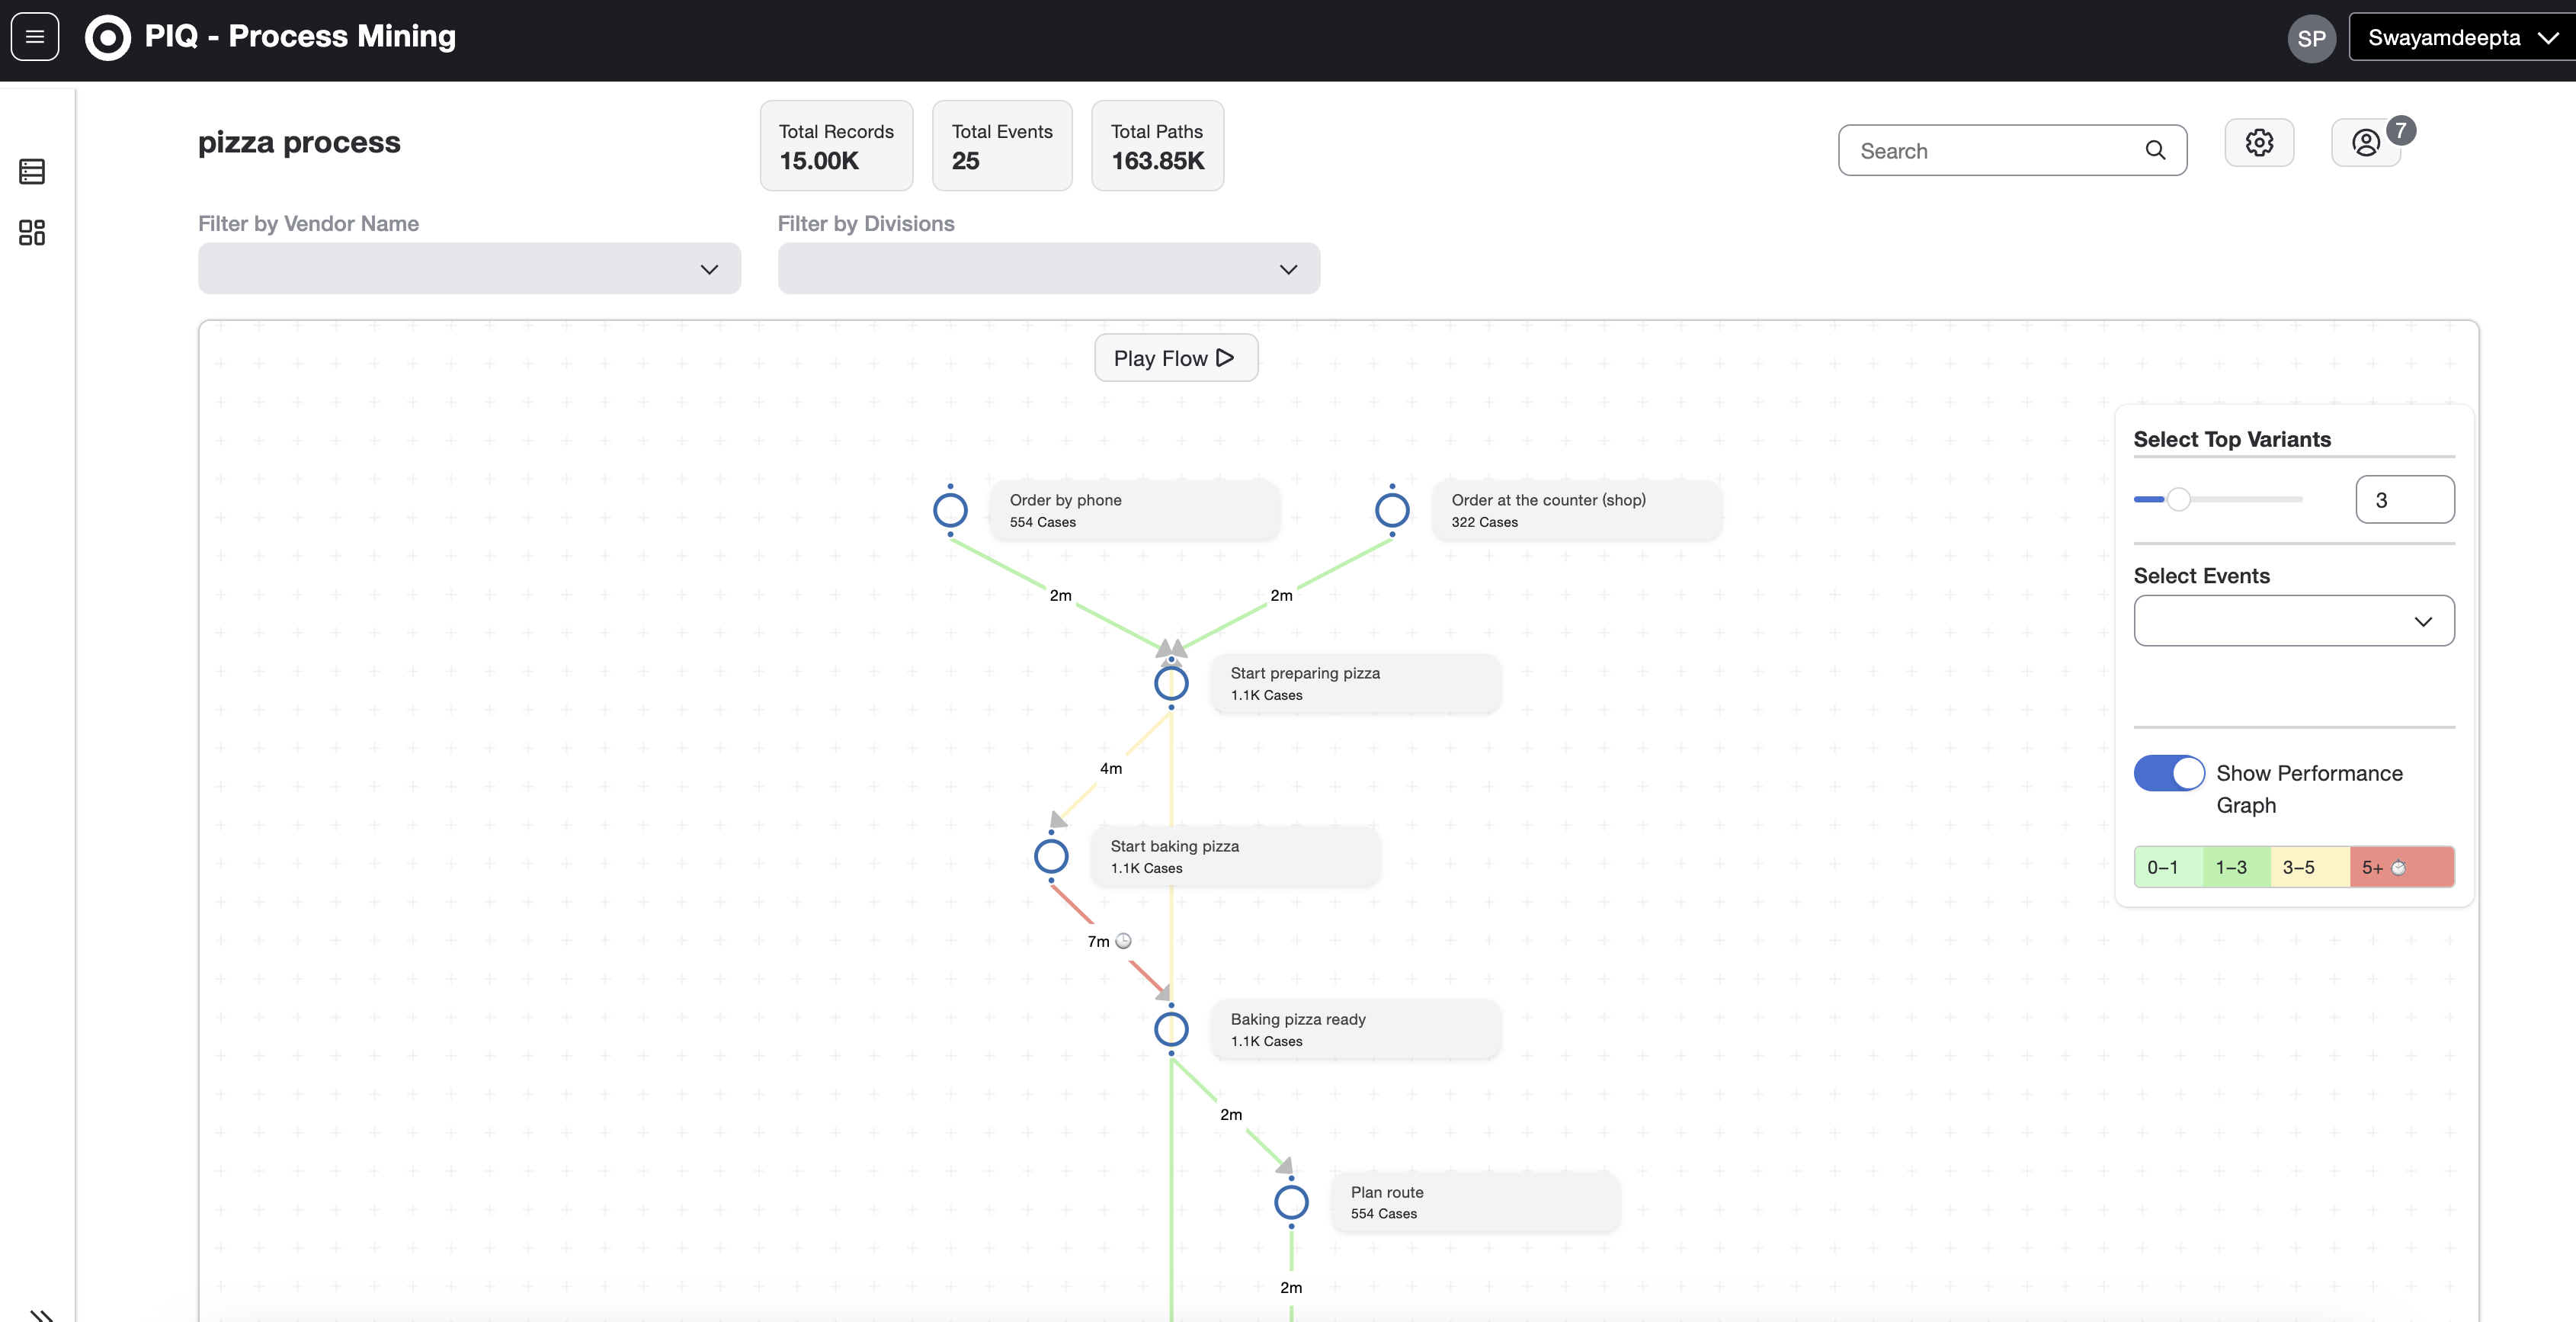 PIQ - Process Mining
SP
Swayamdeepta
pizza process
Total Records
15.00K
Total Events
25
Total Paths
163.85K
Search
7
Filter by Vendor Name
Filter by Divisions
Play Flow
Select Top Variants
3
Select Events
Show Performance
Graph
0–1
1–3
3–5
5+
Order by phone
554 Cases
Order at the counter (shop)
322 Cases
2m
2m
Start preparing pizza
1.1K Cases
4m
Start baking pizza
1.1K Cases
7m
Baking pizza ready
1.1K Cases
2m
Plan route
554 Cases
2m